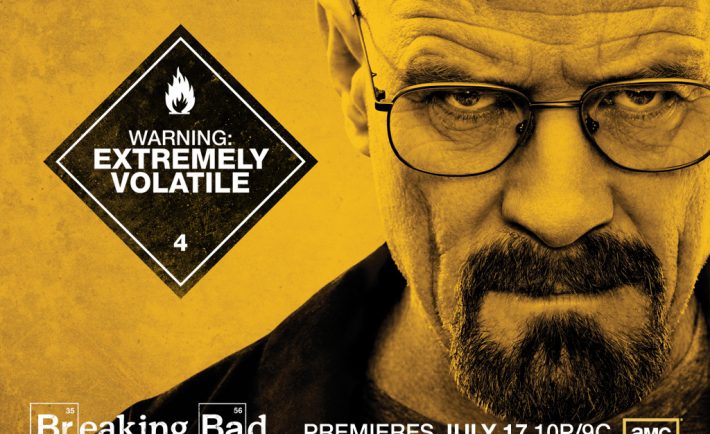 WARNING:
EXTREMELY
VOLATILE
4
35
56
Breaking Bad
PREMIERES JULY 17 10P/9C
amc